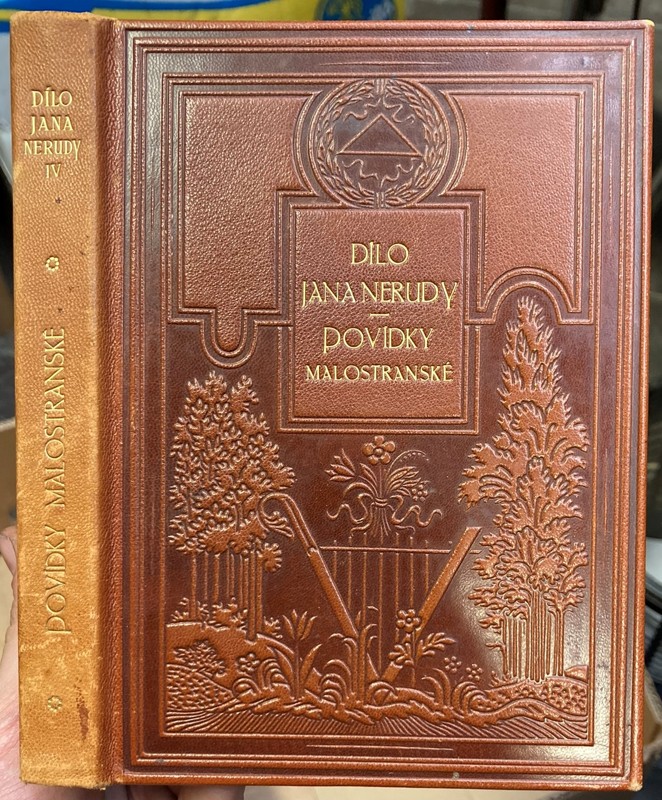 DÍLO
JANA
NERUDY
IV
POVÍDKY MALOSTRANSKÉ
DÍLO
JANA NERUDY
POVÍDKY
MALOSTRANSKÉ